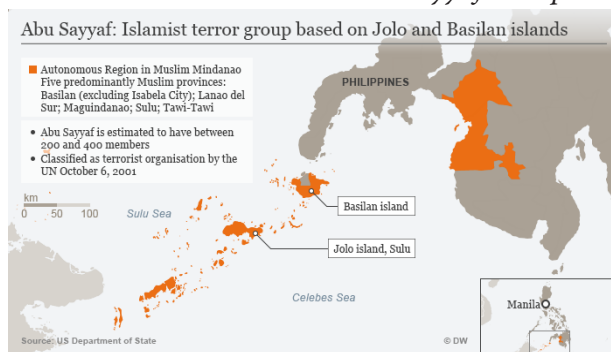 Abu Sayyaf: Islamist terror group based on Jolo and Basilan islands
Autonomous Region in Muslim Mindanao
Five predominantly Muslim provinces:
Basilan (excluding Isabela City); Lanao del
Sur; Maguindanao; Sulu; Tawi-Tawi
• Abu Sayyaf is estimated to have between
200 and 400 members
• Classified as terrorist organisation by the
UN October 6, 2001
PHILIPPINES
km
0 50 100
Sulu Sea
Basilan island
Jolo island, Sulu
Celebes Sea
Manila
Source: US Department of State
© DW